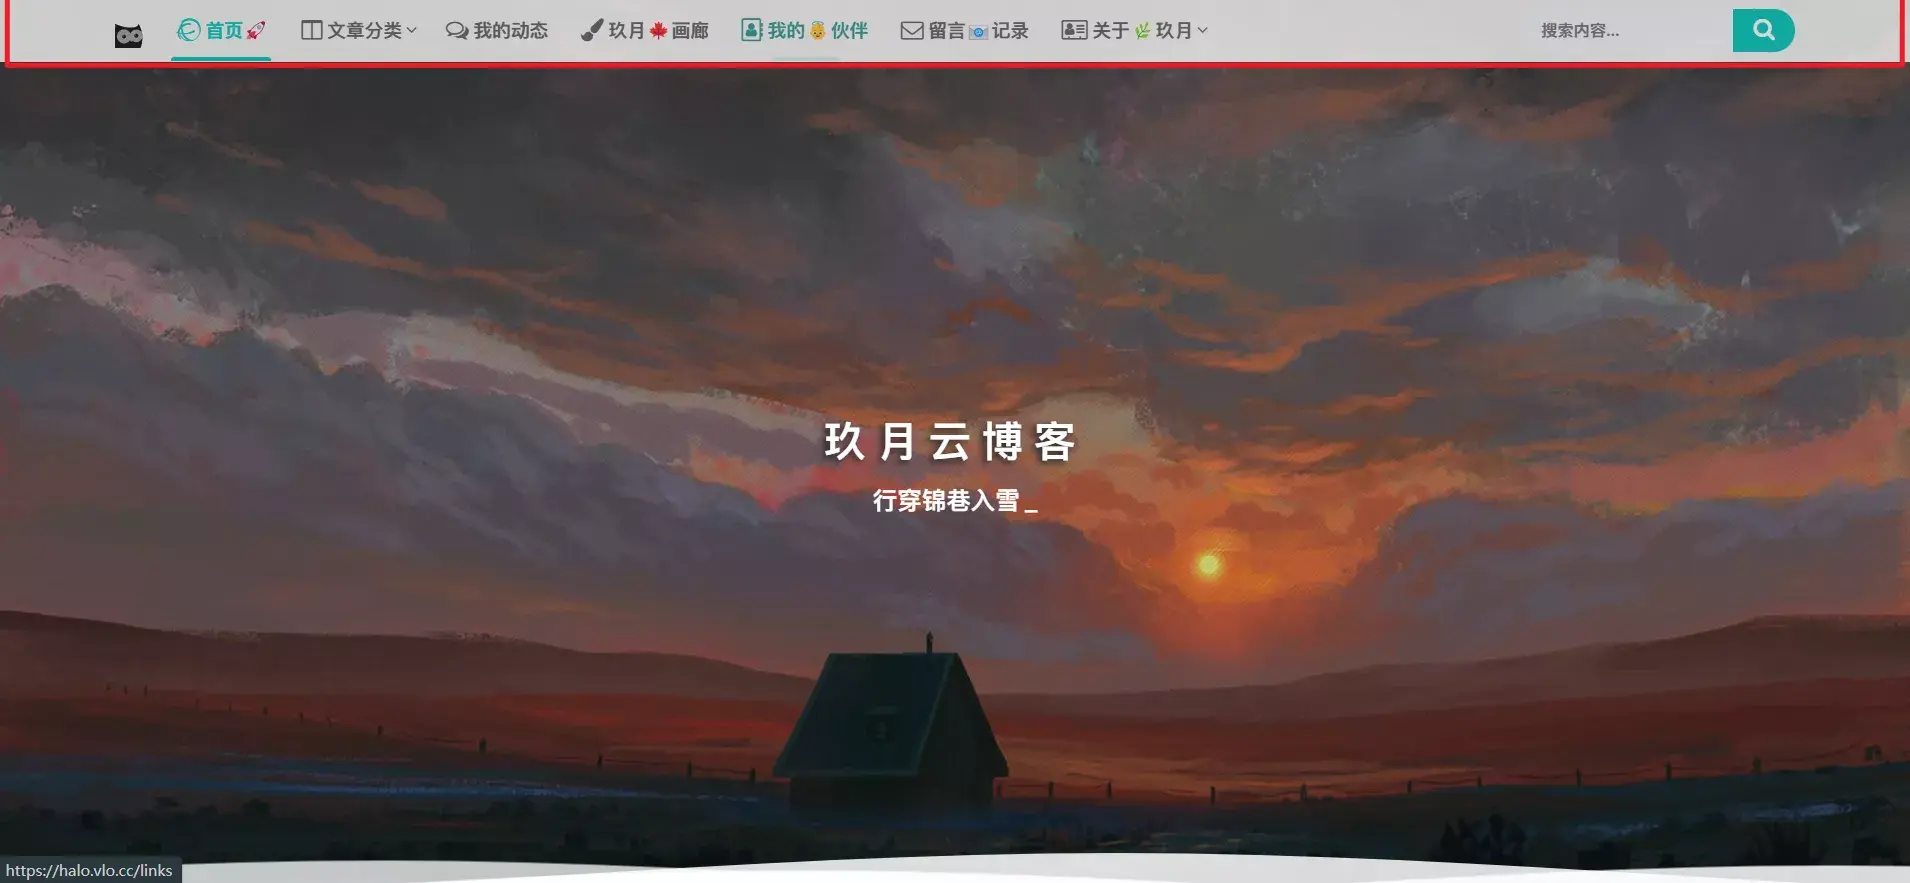 首页🚀 文章分类 我的动态 玖月🍁画廊 我的👼伙伴 留言📧记录 关于🌿玖月 搜索内容...
玖月云博客
行穿锦巷入雪_
https://halo.vlo.cc/links